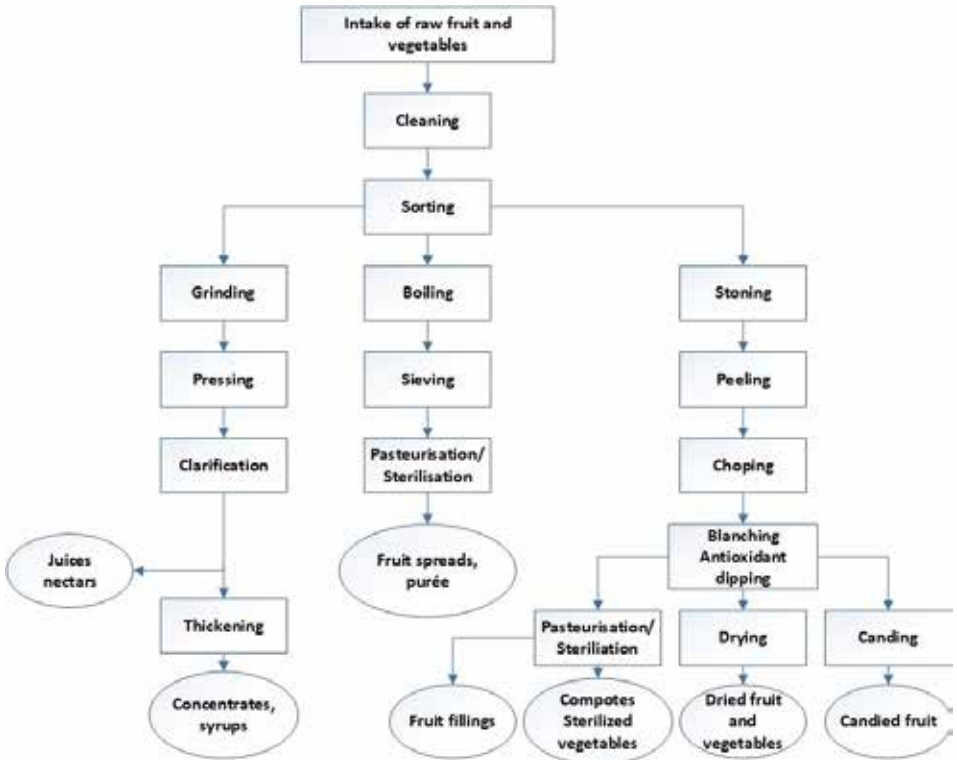 Intake of raw fruit and
vegetables
Cleaning
Sorting
Grinding
Boiling
Stoning
Pressing
Sieving
Peeling
Clarification
Pasteurisation/
Sterilisation
Choping
Juices
nectars
Fruit spreads,
purée
Blanching
Antioxidant
dipping
Thickening
Pasteurisation/
Steriliation
Drying
Canding
Concentrates,
syrups
Fruit fillings
Compotes
Sterilized
vegetables
Dried fruit
and
vegetables
Candied fruit